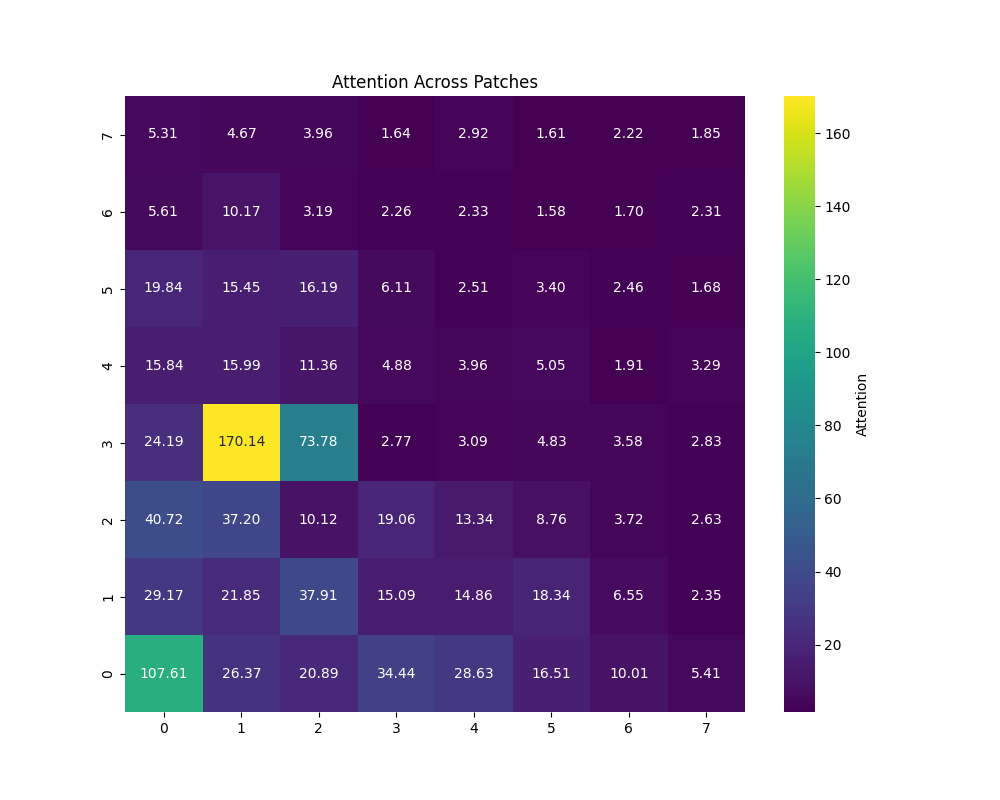 Attention Across Patches
7 5.31 4.67 3.96 1.64 2.92 1.61 2.22 1.85
6 5.61 10.17 3.19 2.26 2.33 1.58 1.70 2.31
5 19.84 15.45 16.19 6.11 2.51 3.40 2.46 1.68
4 15.84 15.99 11.36 4.88 3.96 5.05 1.91 3.29
3 24.19 170.14 73.78 2.77 3.09 4.83 3.58 2.83
2 40.72 37.20 10.12 19.06 13.34 8.76 3.72 2.63
1 29.17 21.85 37.91 15.09 14.86 18.34 6.55 2.35
0 107.61 26.37 20.89 34.44 28.63 16.51 10.01 5.41
0 1 2 3 4 5 6 7
160
140
120
100
80
60
40
20
Attention